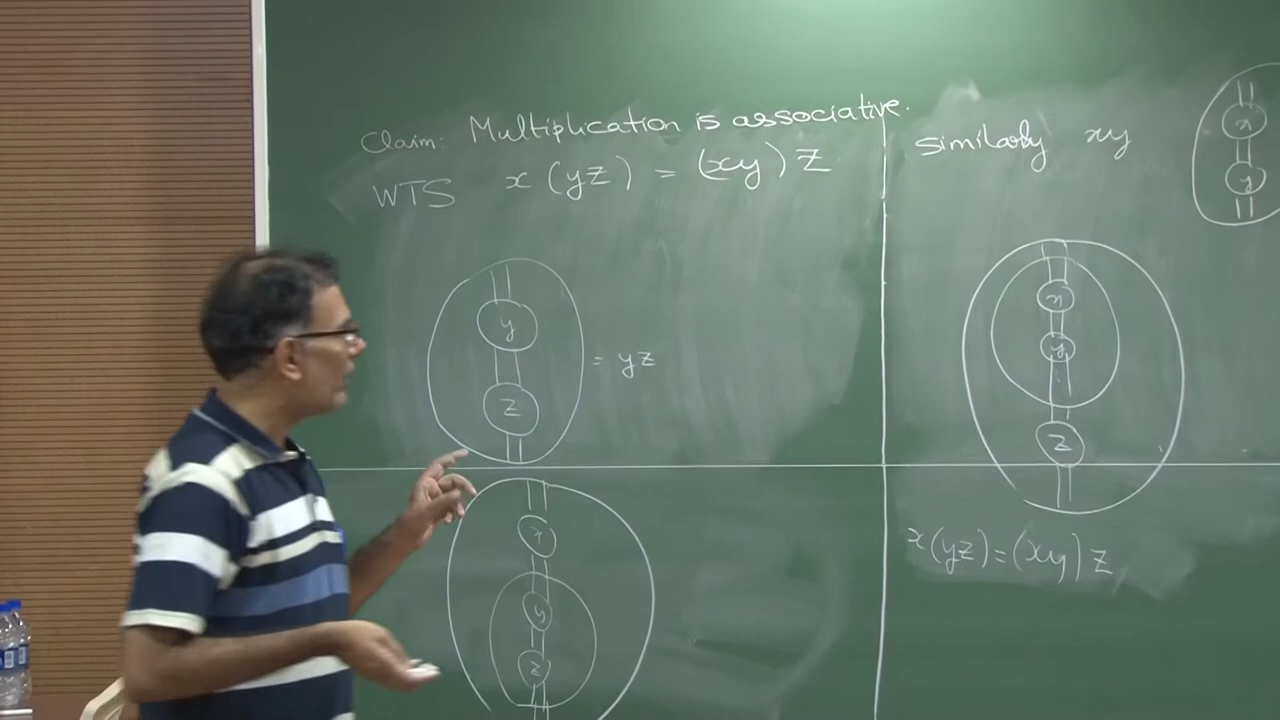 Claim: Multiplication is associative.
WTS x (yz) = (xy) z
y
z
= yz
x
y
z
Similarly xy
x
y
x
y
z
x(yz) = (xy) z